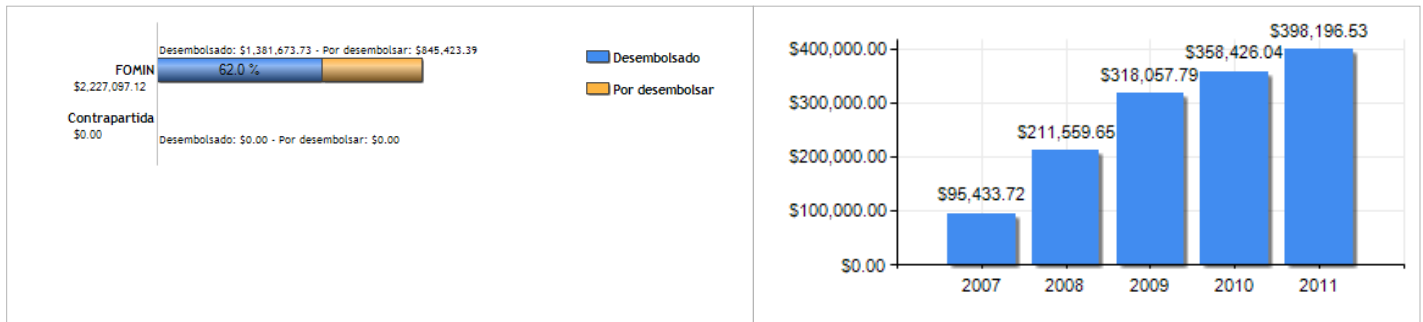 Desembolsado: $1,381,673.73 - Por desembolsar: $845,423.39
FOMIN
62.0 %
$2,227,097.12
Contrapartida
$0.00
Desembolsado: $0.00 - Por desembolsar: $0.00
Desembolsado
Por desembolsar
$398,196.53
$400,000.00
$358,426.04
$318,057.79
$300,000.00
$211,559.65
$200,000.00
$95,433.72
$100,000.00
$0.00
2007 2008 2009 2010 2011